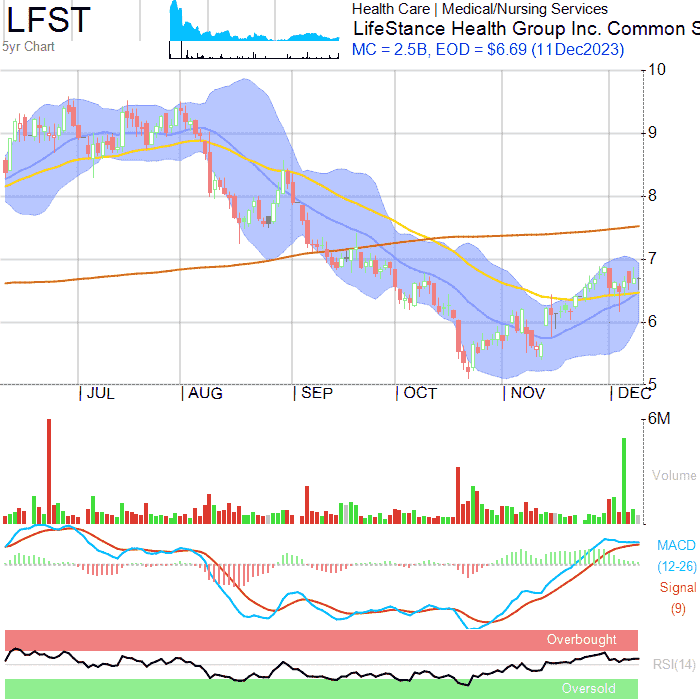 LFST
5yr Chart
Health Care | Medical/Nursing Services
LifeStance Health Group Inc. Common S
MC = 2.5B, EOD = $6.69 (11Dec2023)
10
9
8
7
6
5
JUL
AUG
SEP
OCT
NOV
DEC
6M
Volume
MACD
(12-26)
Signal
(9)
Overbought
RSI(14)
Oversold